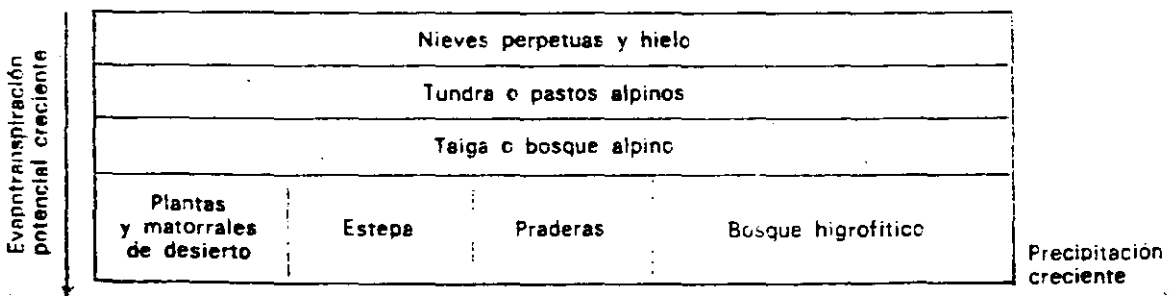 Evapotranspiración
potencial creciente
Nieves perpetuas y hielo
Tundra o pastos alpinos
Taiga o bosque alpino
Plantas
y matorrales
de desierto
Estepa
Praderas
Bosque higrofítico
Precipitación
creciente